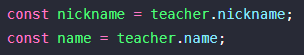 const nickname = teacher.nickname;
const name = teacher.name;